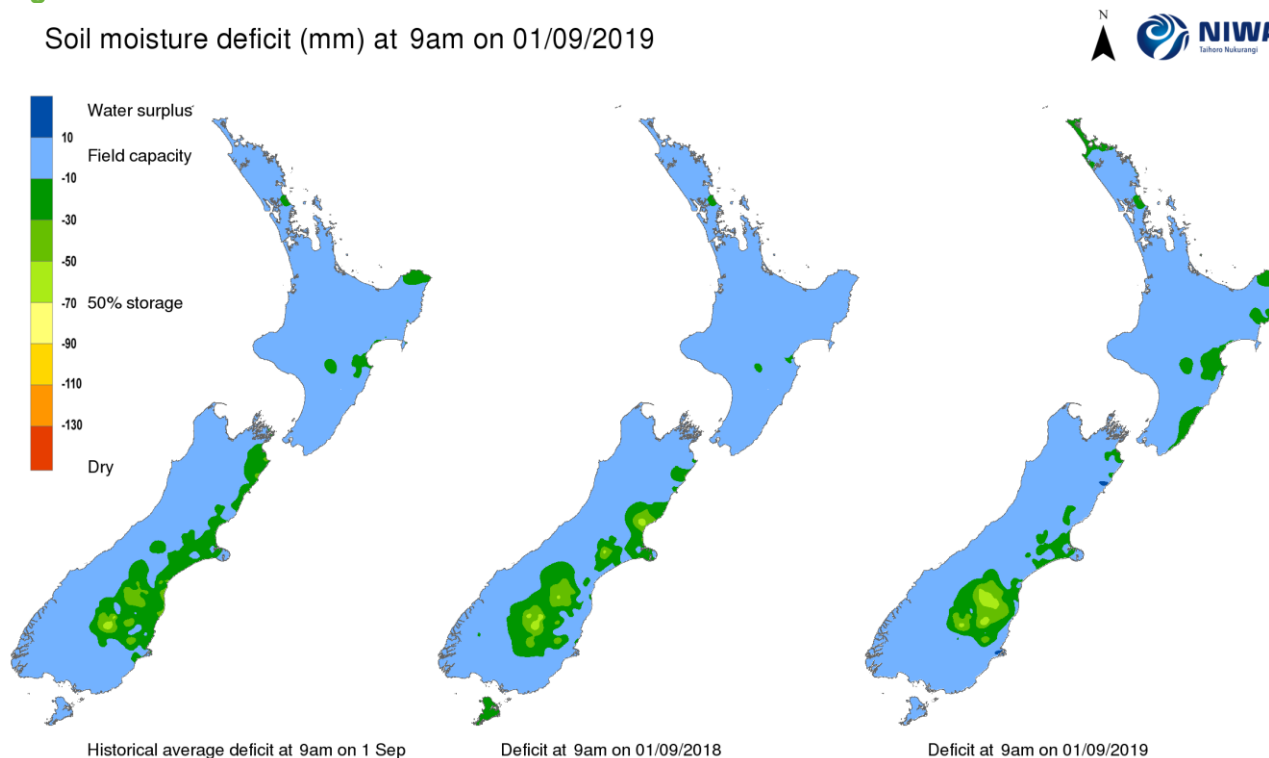 Soil moisture deficit (mm) at 9am on 01/09/2019
N
NIWA
Taihoro Nukurangi
Water surplus
10
Field capacity
-10
-30
-50
-70
50% storage
-90
-110
-130
Dry
Historical average deficit at 9am on 1 Sep
Deficit at 9am on 01/09/2018
Deficit at 9am on 01/09/2019